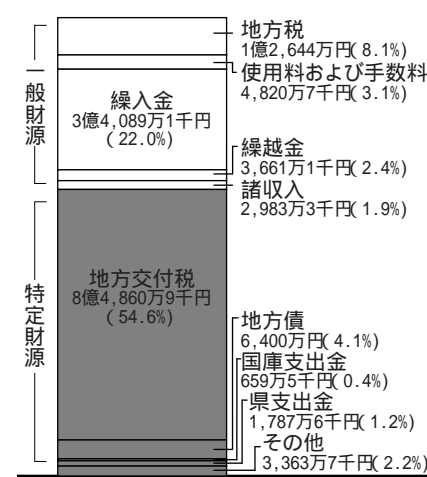 一般財源
地方税
1億2,644万円(8.1%)
使用料および手数料
4,820万7千円(3.1%)
繰入金
3億4,089万1千円
(22.0%)
繰越金
3,661万1千円(2.4%)
諸収入
2,983万3千円(1.9%)
特定財源
地方交付税
8億4,860万9千円
(54.6%)
地方債
6,400万円(4.1%)
国庫支出金
659万5千円(0.4%)
県支出金
1,787万6千円(1.2%)
その他
3,363万7千円(2.2%)